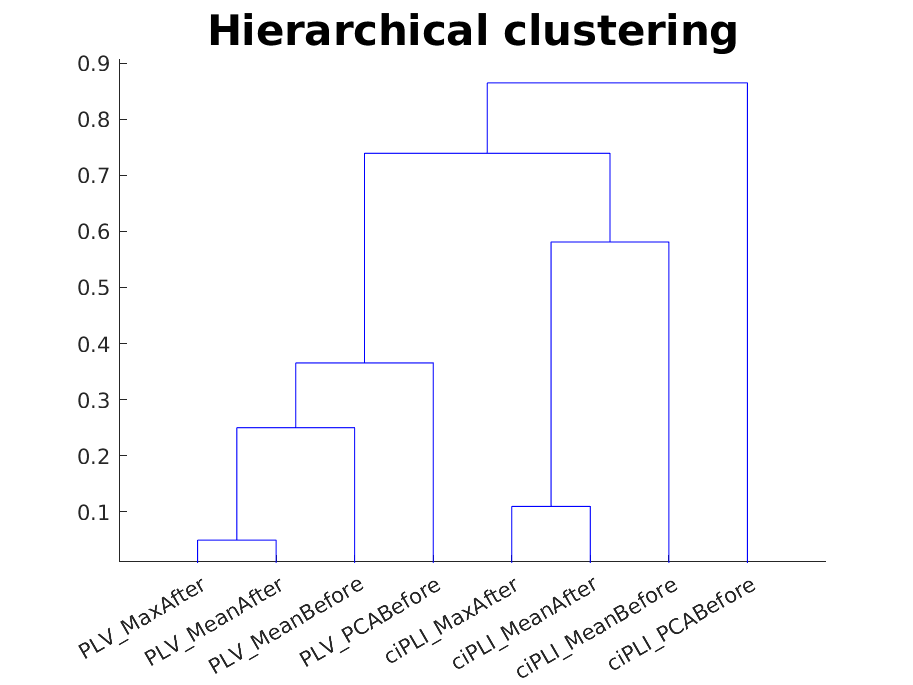 Hierarchical clustering
0.9
0.8
0.7
0.6
0.5
0.4
0.3
0.2
0.1
PLV_MaxAfter
PLV_MeanAfter
PLV_MeanBefore
PLV_PCABefore
ciPLI_MaxAfter
ciPLI_MeanAfter
ciPLI_MeanBefore
ciPLI_PCABefore